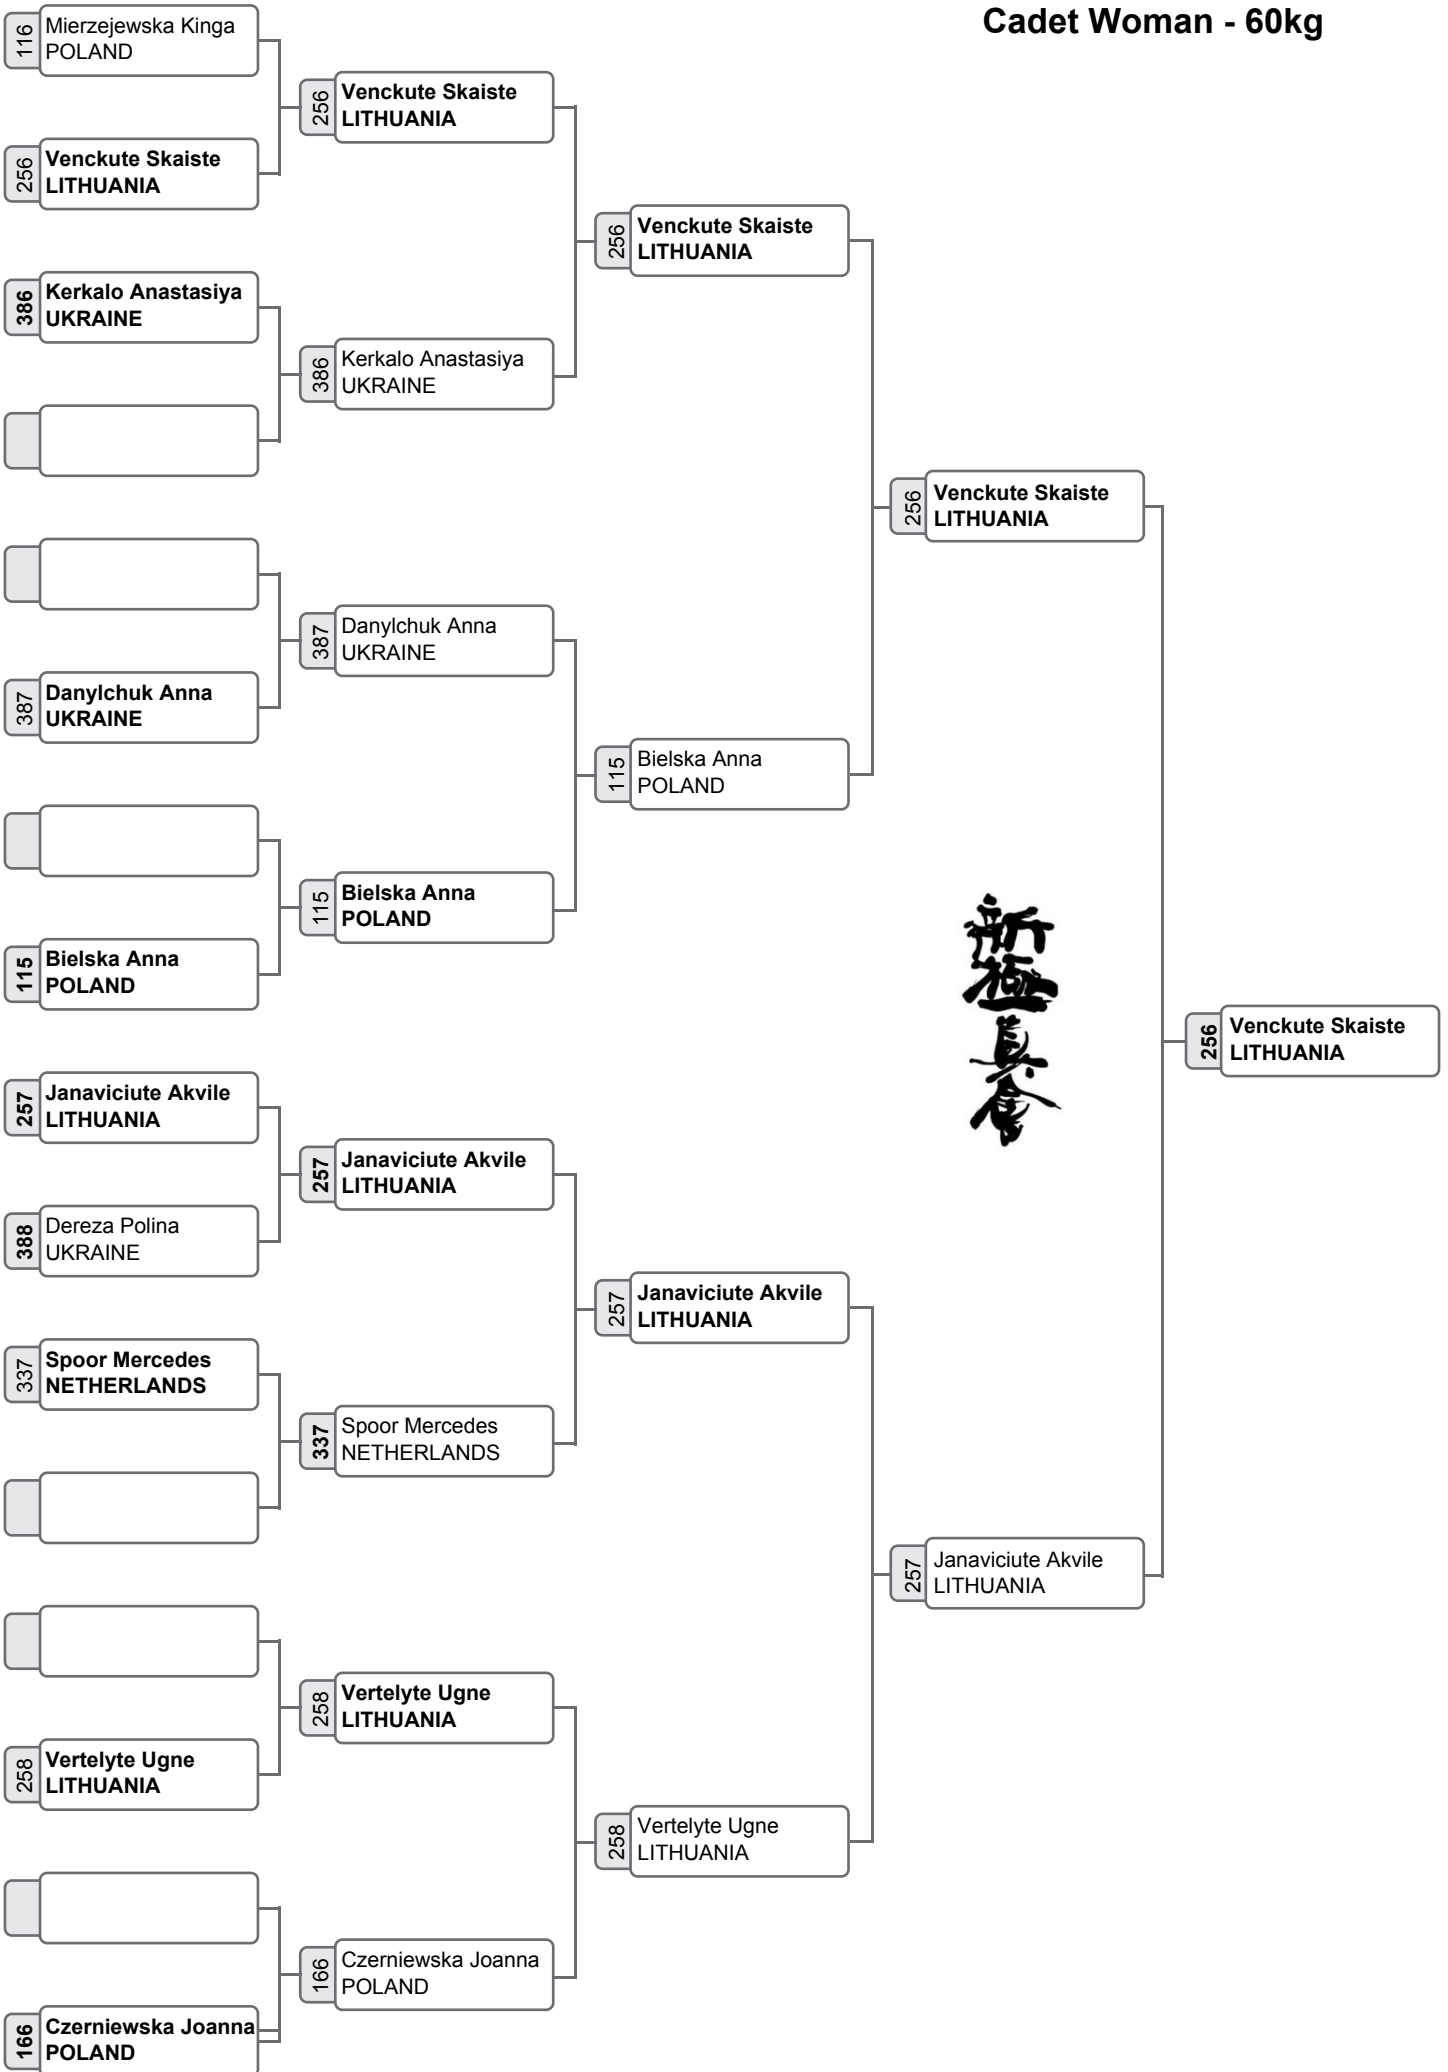 Cadet Woman - 60kg
116
Mierzejewska Kinga
POLAND
256
Venckute Skaiste
LITHUANIA
386
Kerkalo Anastasiya
UKRAINE
387
Danylchuk Anna
UKRAINE
115
Bielska Anna
POLAND
257
Janaviciute Akvile
LITHUANIA
388
Dereza Polina
UKRAINE
337
Spoor Mercedes
NETHERLANDS
258
Vertelyte Ugne
LITHUANIA
166
Czerniewska Joanna
POLAND
256
Venckute Skaiste
LITHUANIA
386
Kerkalo Anastasiya
UKRAINE
387
Danylchuk Anna
UKRAINE
115
Bielska Anna
POLAND
257
Janaviciute Akvile
LITHUANIA
337
Spoor Mercedes
NETHERLANDS
258
Vertelyte Ugne
LITHUANIA
166
Czerniewska Joanna
POLAND
256
Venckute Skaiste
LITHUANIA
115
Bielska Anna
POLAND
257
Janaviciute Akvile
LITHUANIA
258
Vertelyte Ugne
LITHUANIA
256
Venckute Skaiste
LITHUANIA
257
Janaviciute Akvile
LITHUANIA
新極真会
256
Venckute Skaiste
LITHUANIA